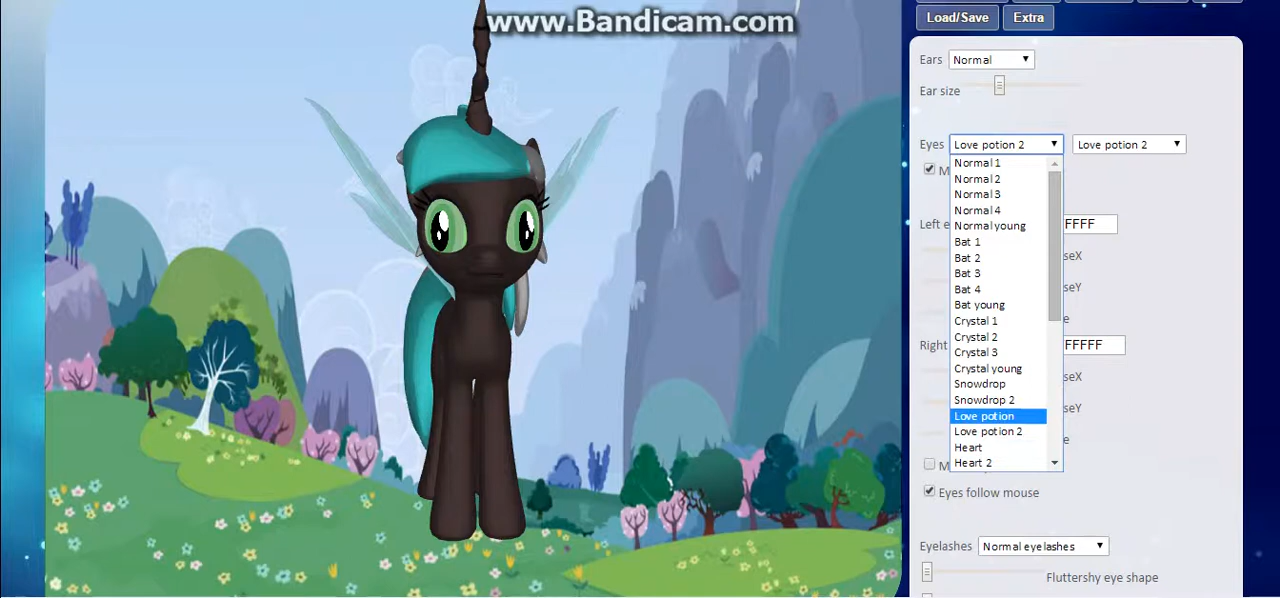 www.Bandicam.com
Load/Save Extra
Ears Normal
Ear size
Eyes Love potion 2 Love potion 2
Normal 1
M
Normal 2
Normal 3
Normal 4
Left e FFFF
Normal young
Bat 1
Bat 2 seX
Bat 3
Bat 4 seY
Bat young
Crystal 1 e
Crystal 2
Right FFFFF
Crystal 3
Crystal young
seX
Snowdrop
Snowdrop 2
seY
Love potion
Love potion 2
e
Heart
Heart 2
M
Eyes follow mouse
Eyelashes Normal eyelashes
Fluttershy eye shape